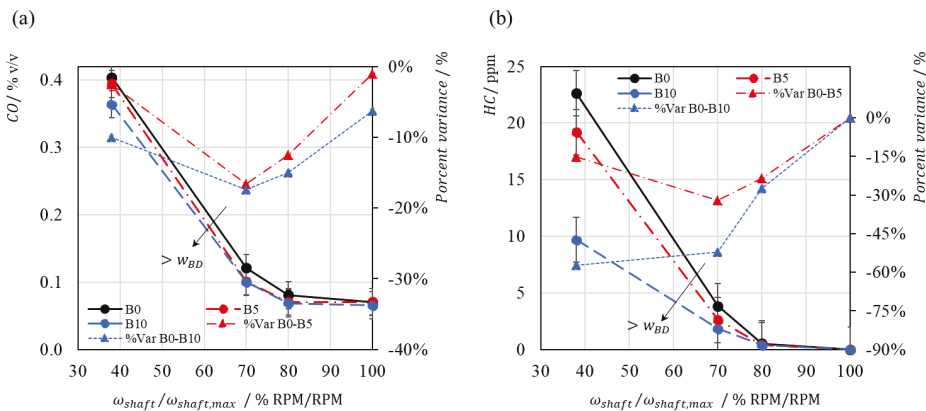 (a)
(b)
0.4
0.3
0.2
0.1
0.0
CO / % v/v
0%
-10%
-20%
-30%
-40%
Porcent variance / %
> w_BD
B0
B5
B10
%Var B0-B5
%Var B0-B10
30 40 50 60 70 80 90 100
ω_shaft/ω_shaft,max / % RPM/RPM
25
20
15
10
5
0
HC / ppm
B0
B5
B10
%Var B0-B5
%Var B0-B10
0%
-15%
-30%
-45%
-60%
-75%
-90%
Porcent variance / %
> w_BD
30 40 50 60 70 80 90 100
ω_shaft/ω_shaft,max / % RPM/RPM